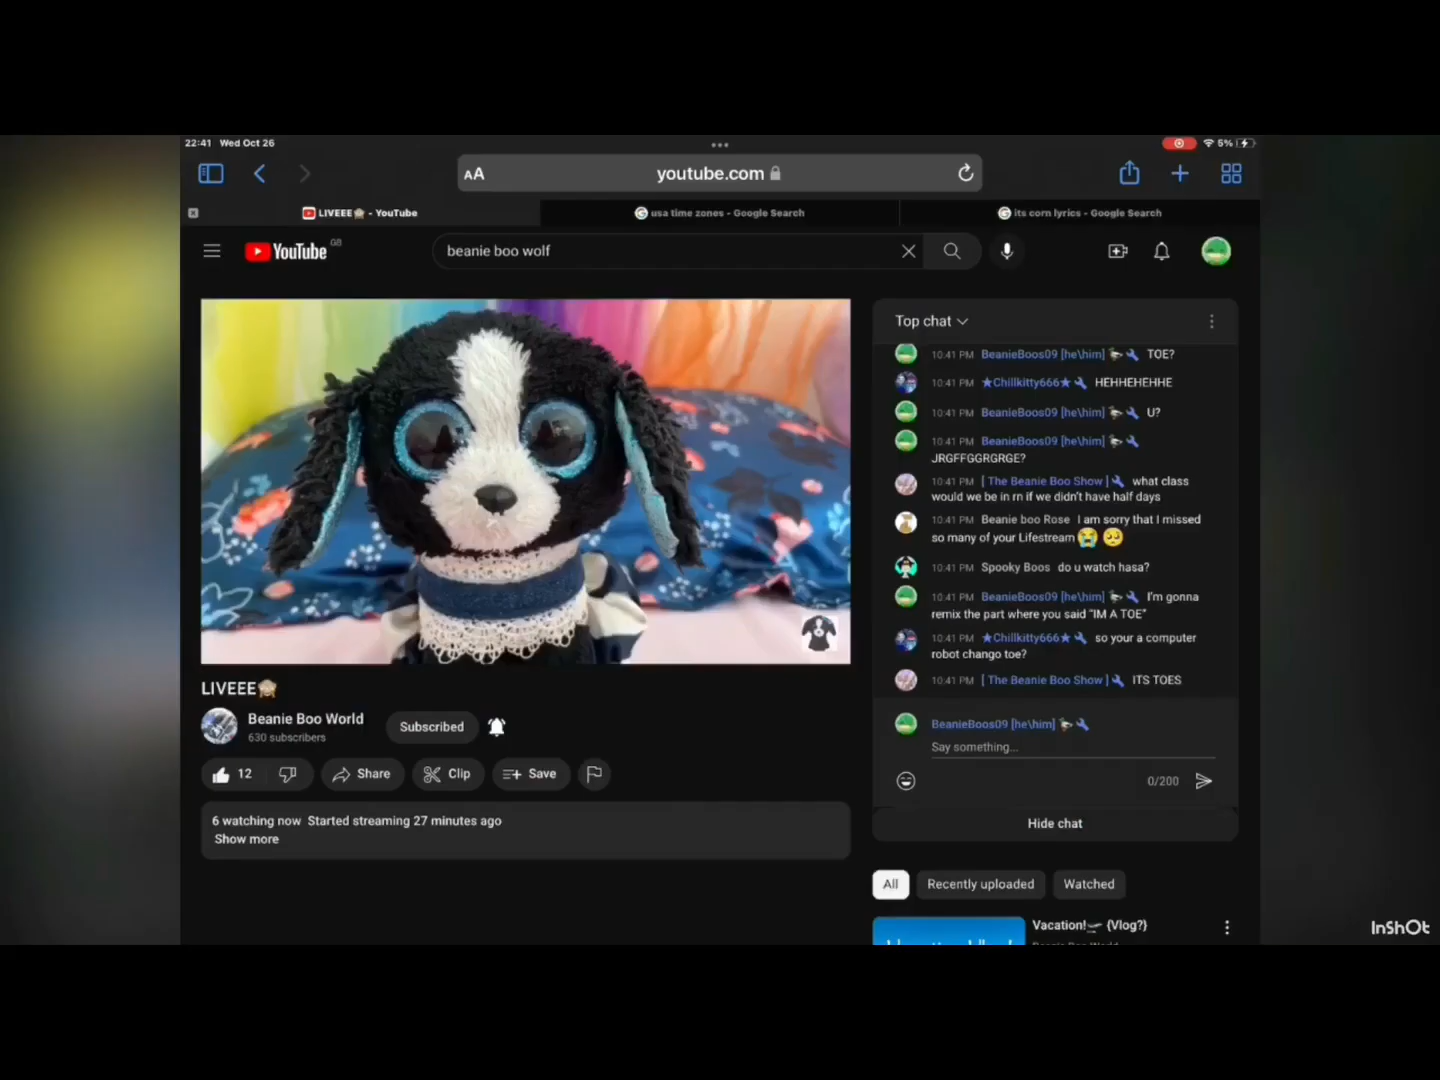 22:41 Wed Oct 26
5%
AA
youtube.com
LIVEEE🙈 - YouTube
usa time zones - Google Search
its corn lyrics - Google Search
YouTube GB
beanie boo wolf
Top chat
10:41 PM BeanieBoos09 [he\him] TOE?
10:41 PM ★Chillkitty666★ HEHHEHEHHE
10:41 PM BeanieBoos09 [he\him] U?
10:41 PM BeanieBoos09 [he\him]
JRGFFGGRGRGE?
10:41 PM [ The Beanie Boo Show ] what class
would we be in rn if we didn't have half days
10:41 PM Beanie boo Rose I am sorry that I missed
so many of your Lifestream 😭 🥺
10:41 PM Spooky Boos do u watch hasa?
10:41 PM BeanieBoos09 [he\him] I'm gonna
remix the part where you said “IM A TOE”
10:41 PM ★Chillkitty666★ so your a computer
robot chango toe?
10:41 PM [ The Beanie Boo Show ] ITS TOES
BeanieBoos09 [he\him]
Say something...
0/200
Hide chat
LIVEEE🙈
Beanie Boo World
630 subscribers
Subscribed
12
Share
Clip
Save
6 watching now Started streaming 27 minutes ago
Show more
All
Recently uploaded
Watched
Vacation!🛫 {Vlog?}
InShOt